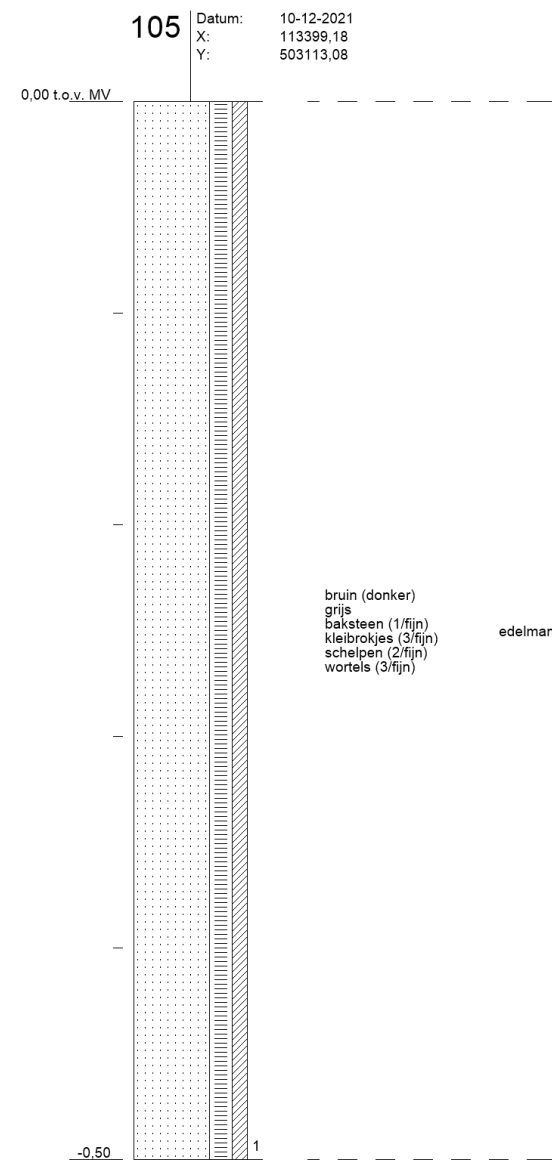 105
Datum: 10-12-2021
X: 113399,18
Y: 503113,08
0,00 t.o.v. MV
bruin (donker)
grijs
baksteen (1/fijn)
kleibrokjes (3/fijn)
schelpen (2/fijn)
wortels (3/fijn)
edelman
1
-0,50